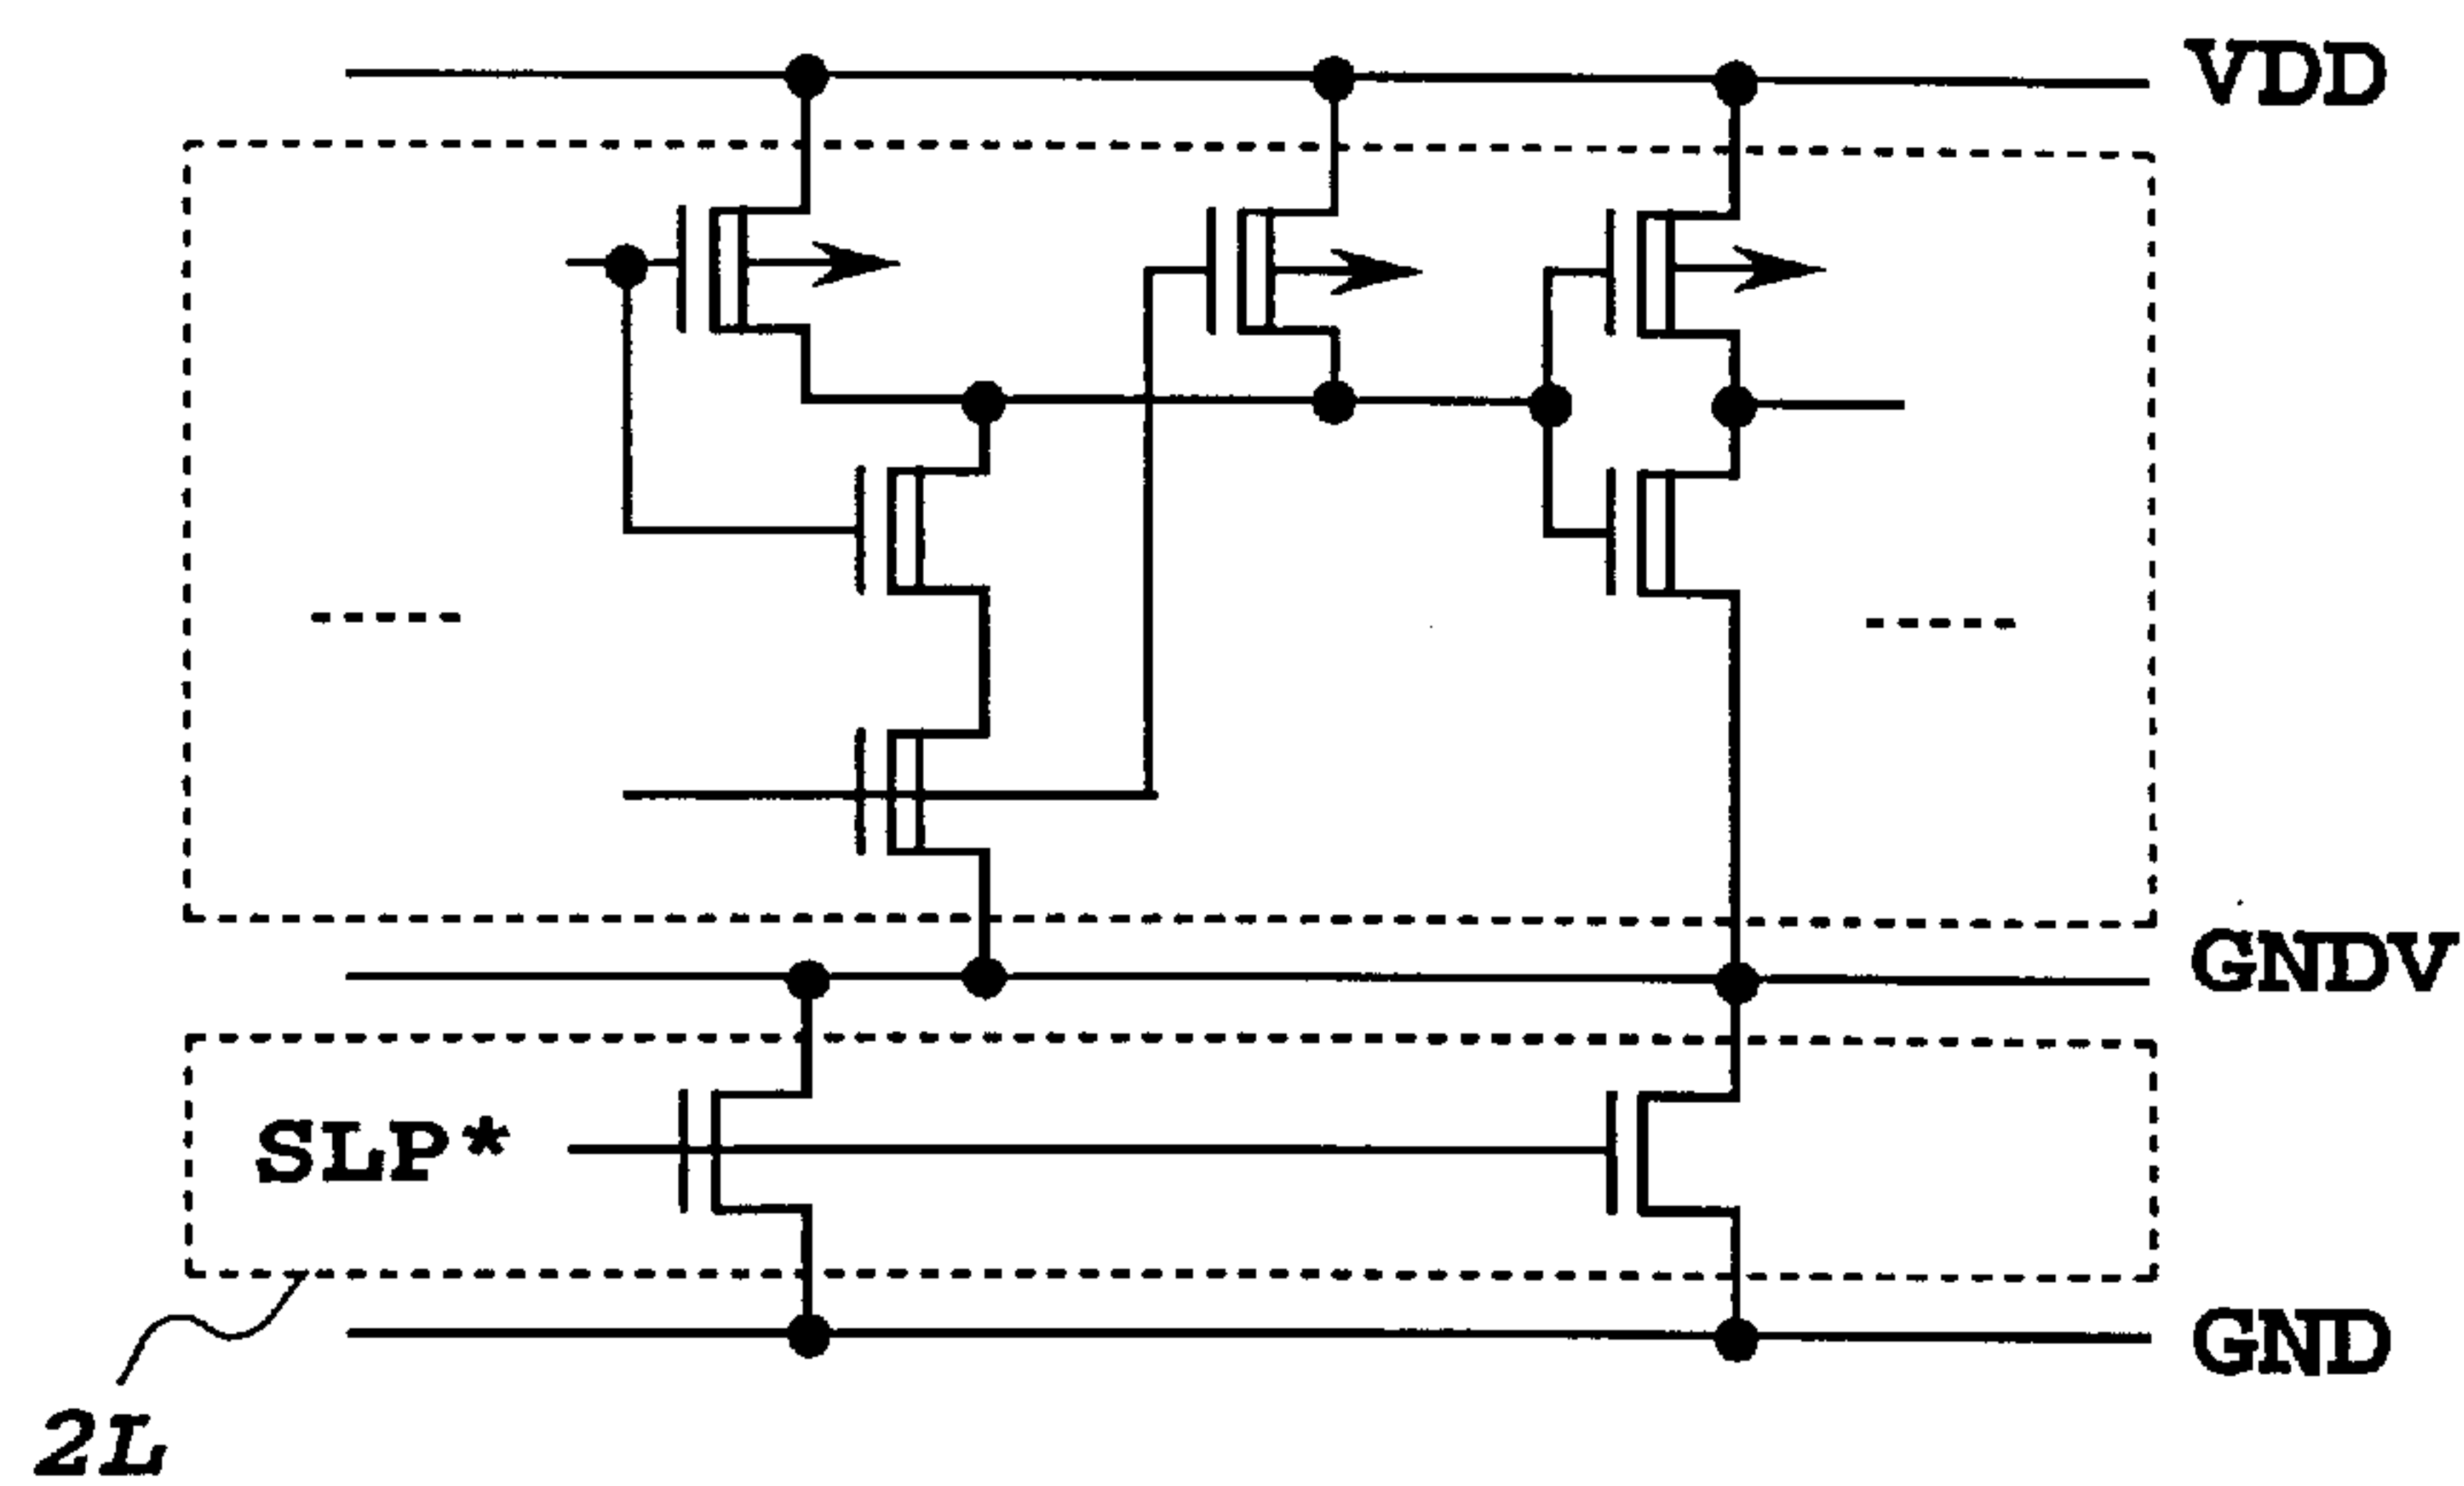 VDD
GNDV
SLP*
GND
2L